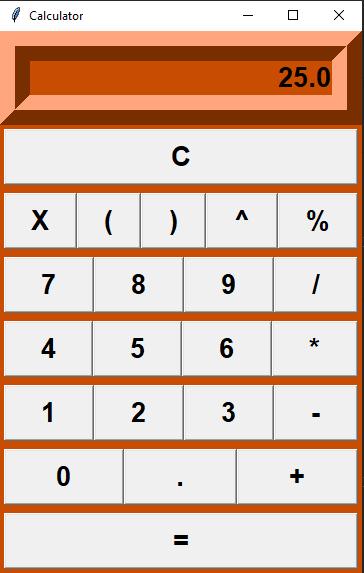 Calculator
25.0
C
X ( ) ^ %
7 8 9 /
4 5 6 *
1 2 3 -
0 . +
=